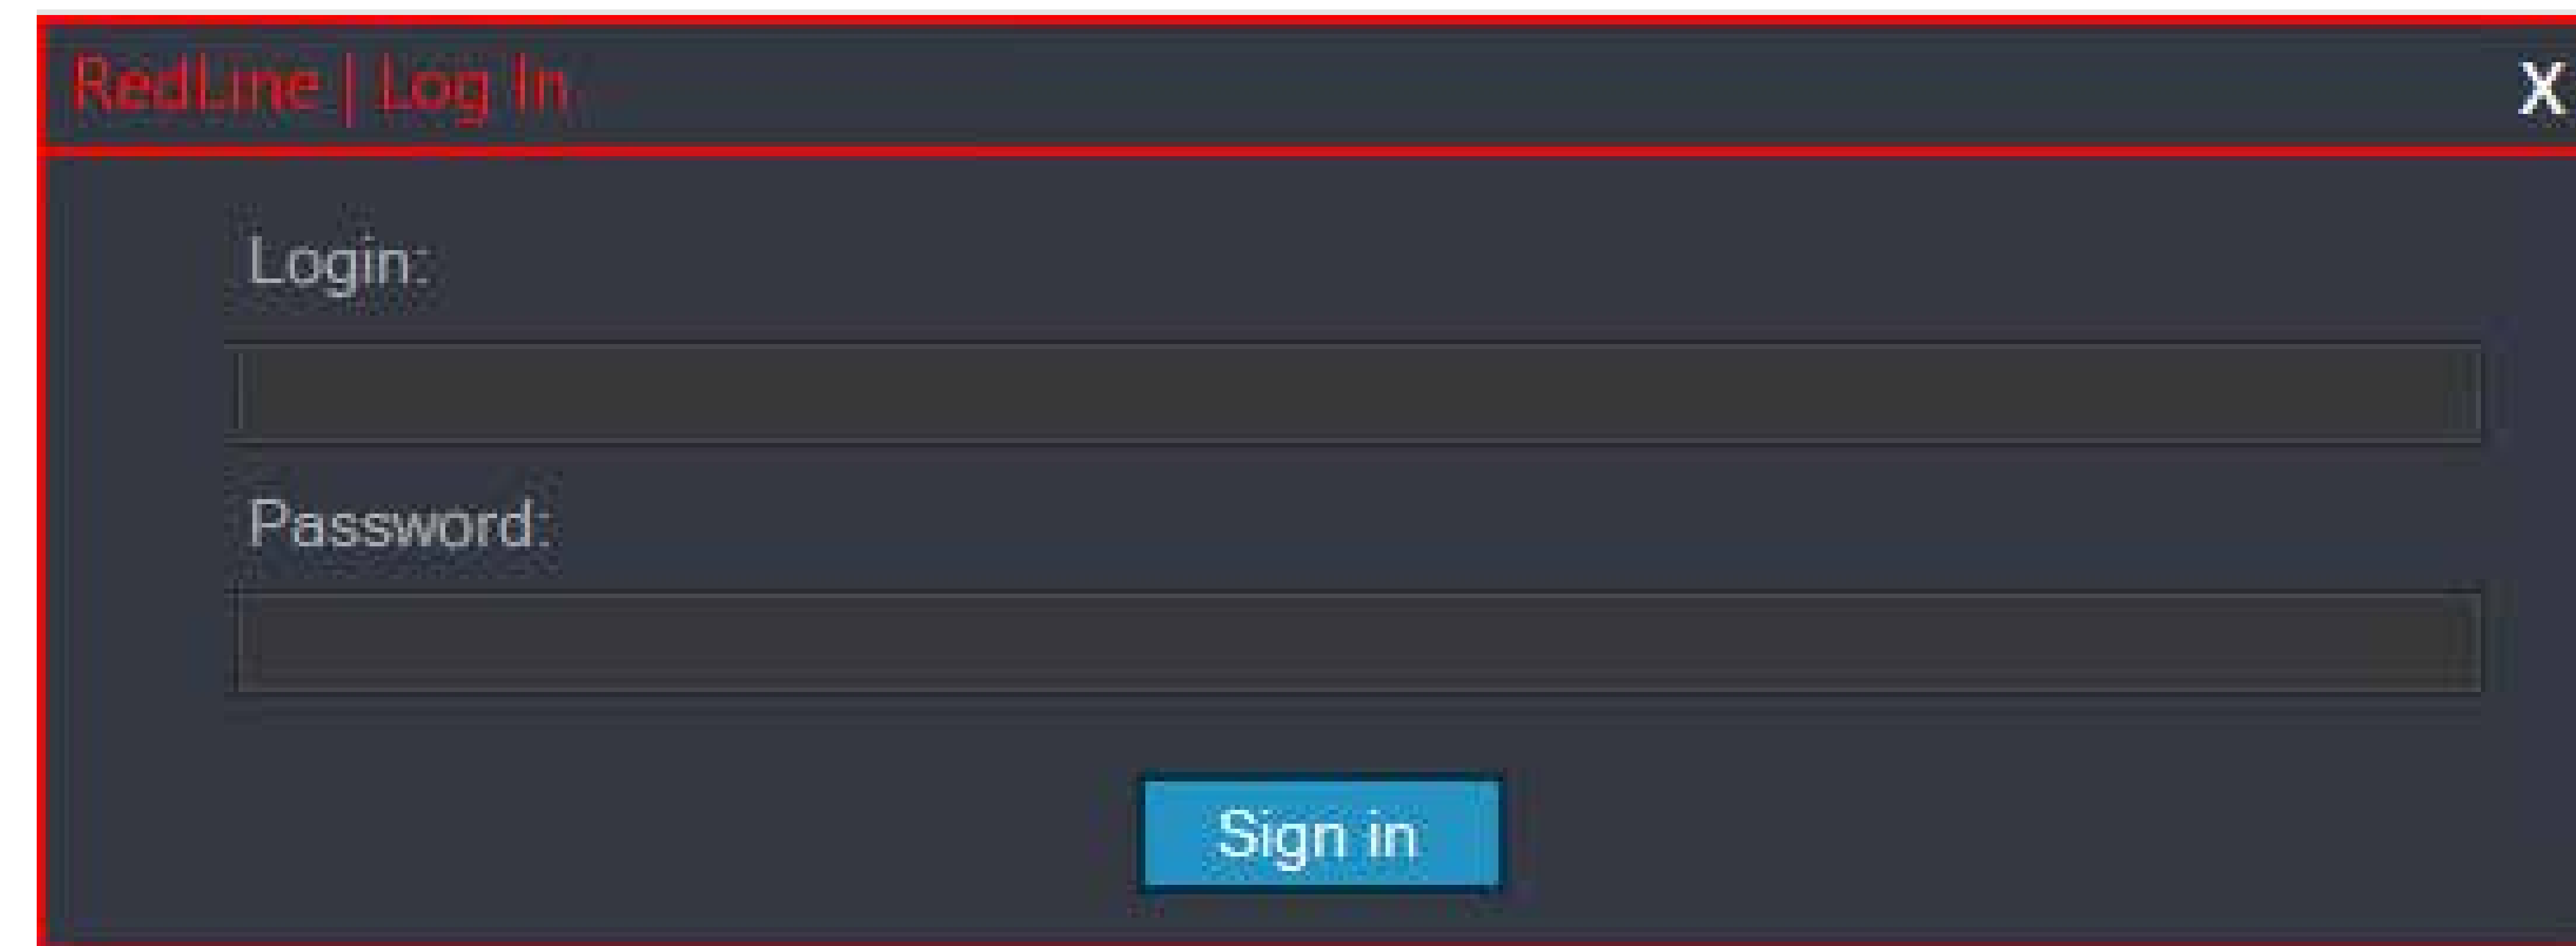 RedLine | Log In
X
Login:
Password:
Sign in